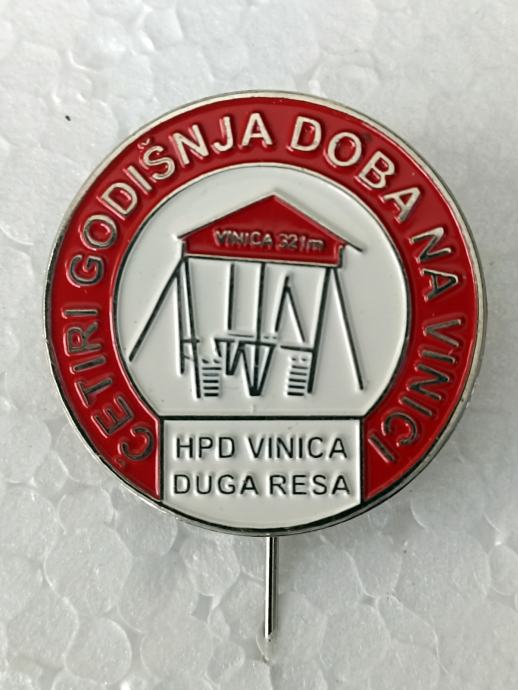 ČETIRI GODIŠNJA DOBA NA VINICI
VINICA 321m
HPD VINICA
DUGA RESA